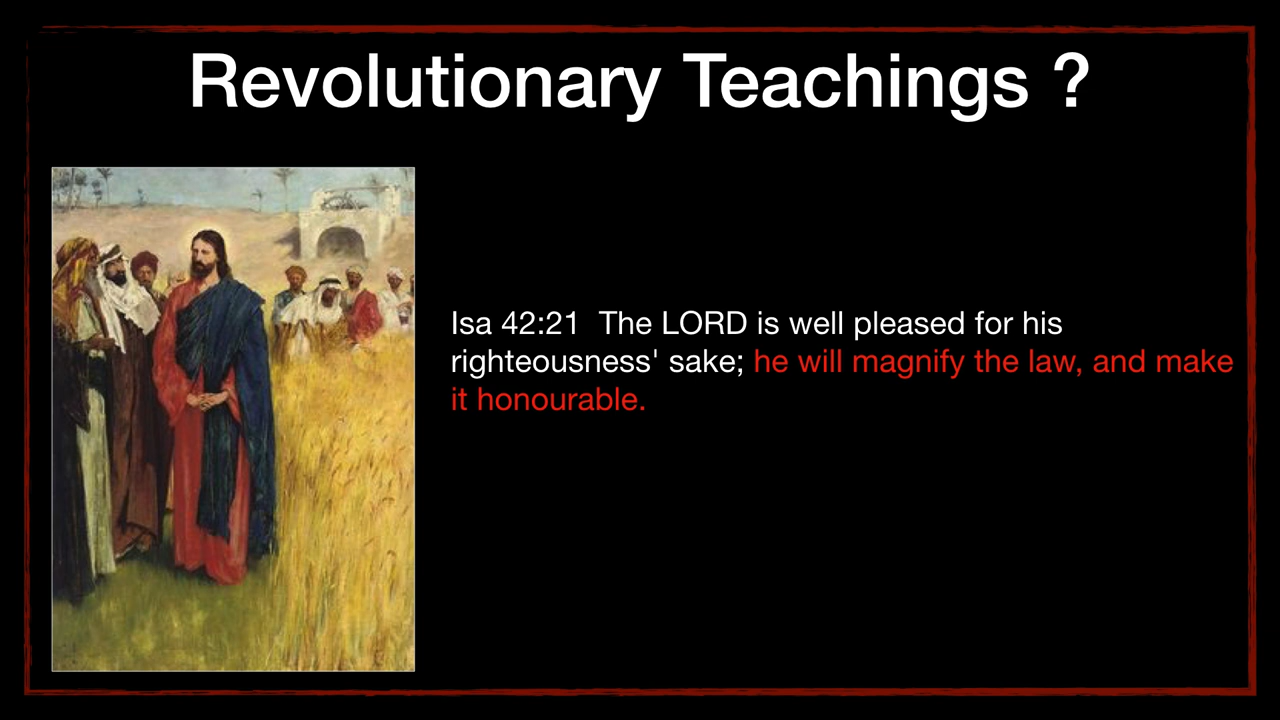 Revolutionary Teachings ?
Isa 42:21  The LORD is well pleased for his
righteousness' sake; he will magnify the law, and make
it honourable.